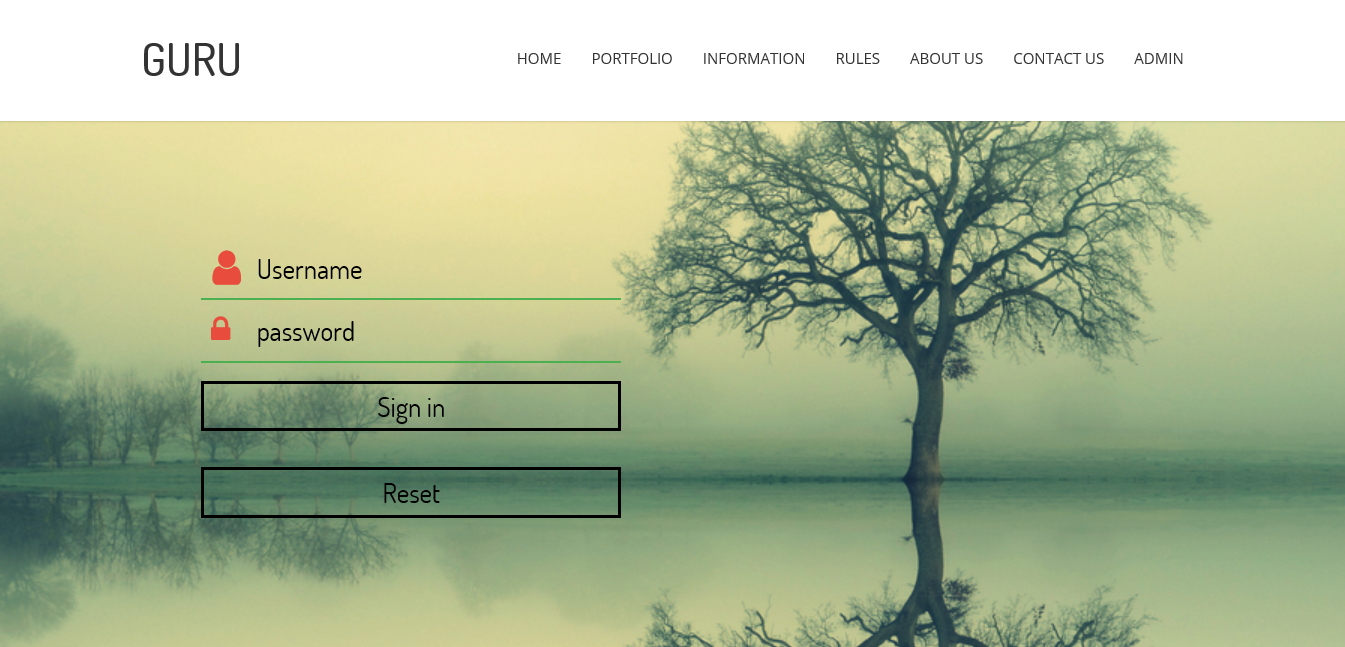 GURU
HOME PORTFOLIO INFORMATION RULES ABOUT US CONTACT US ADMIN
Username
password
Sign in
Reset